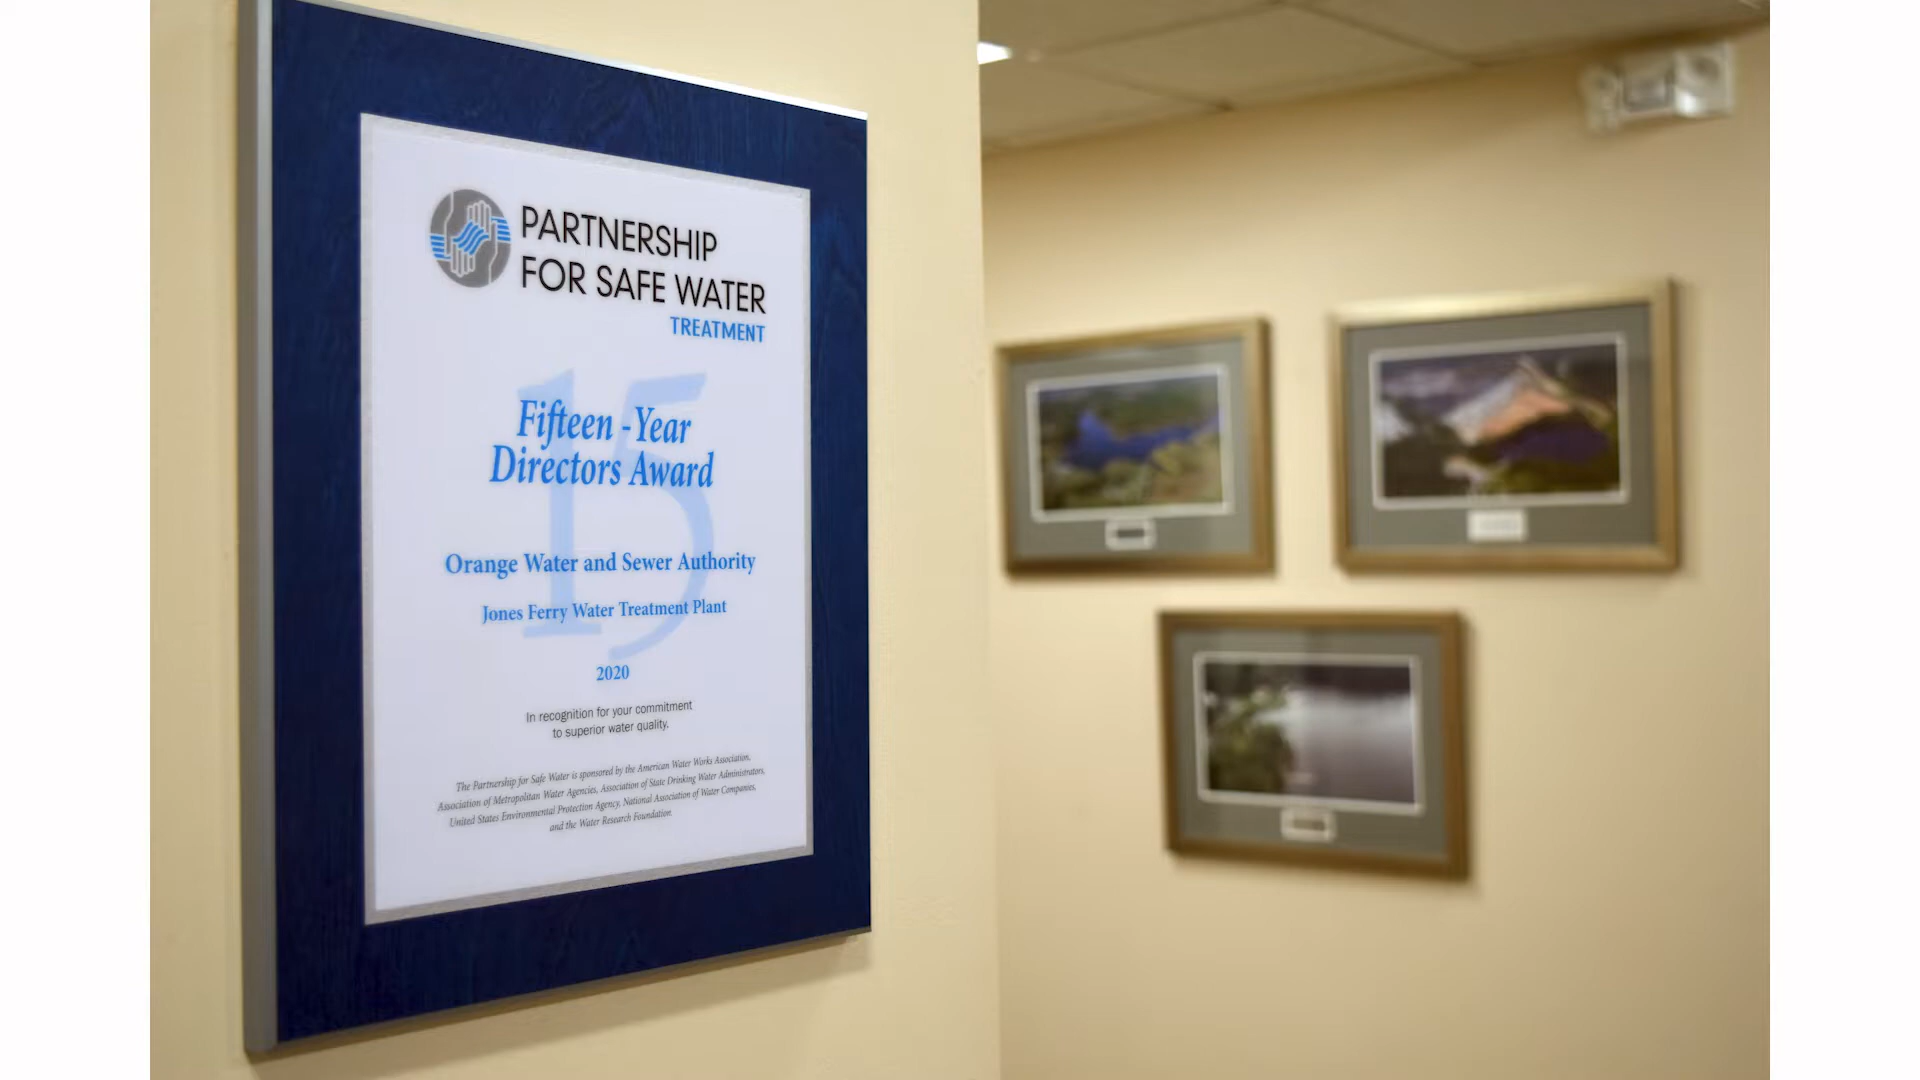 PARTNERSHIP
FOR SAFE WATER
TREATMENT
15
Fifteen -Year
Directors Award
Orange Water and Sewer Authority
Jones Ferry Water Treatment Plant
2020
In recognition for your commitment
to superior water quality.
The Partnership for Safe Water is sponsored by the American Water Works Association,
Association of Metropolitan Water Agencies, Association of State Drinking Water Administrators,
United States Environmental Protection Agency, National Association of Water Companies,
and the Water Research Foundation.